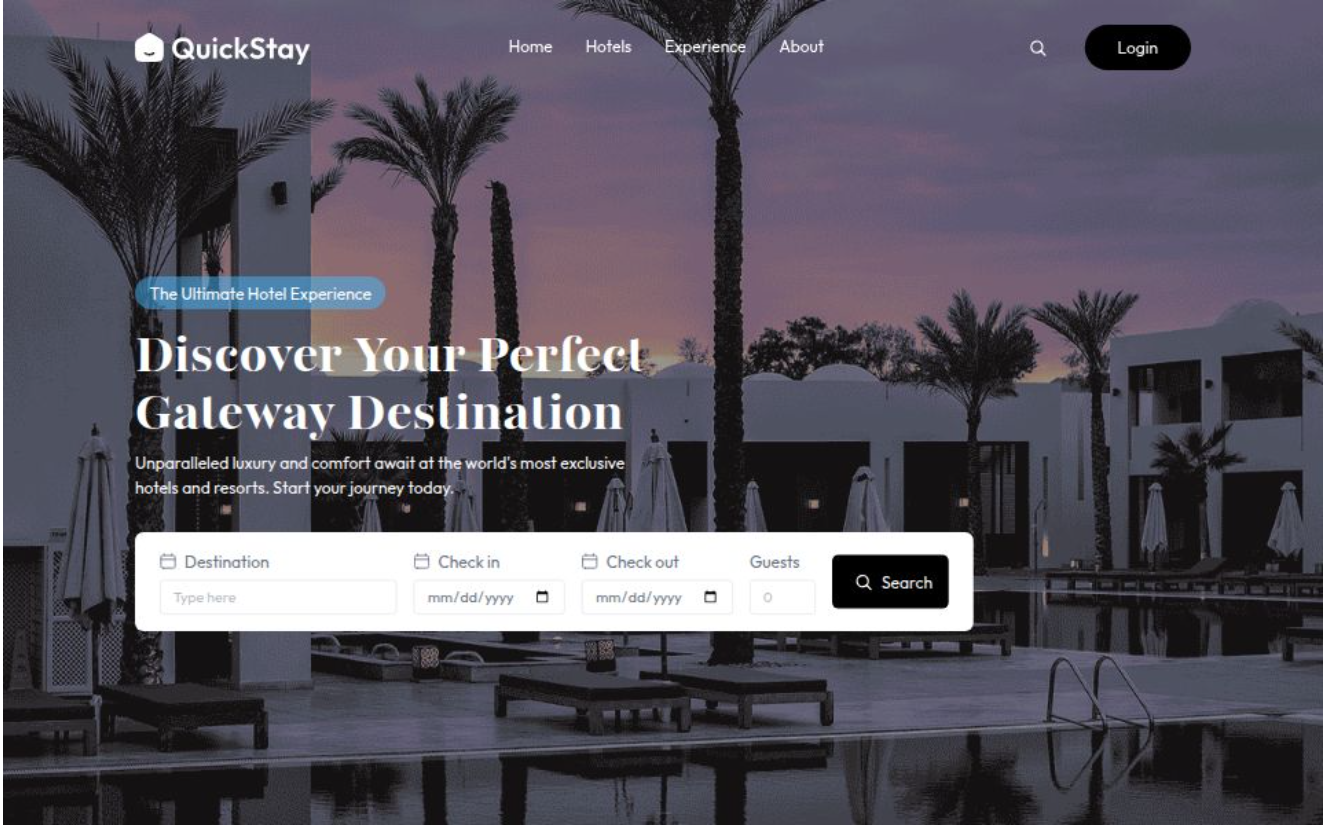 QuickStay
Home
Hotels
Experience
About
Login
The Ultimate Hotel Experience
Discover Your Perfect
Gateway Destination
Unparalleled luxury and comfort await at the world's most exclusive
hotels and resorts. Start your journey today.
Destination
Type here
Check in
mm/dd/yyyy
Check out
mm/dd/yyyy
Guests
0
Search